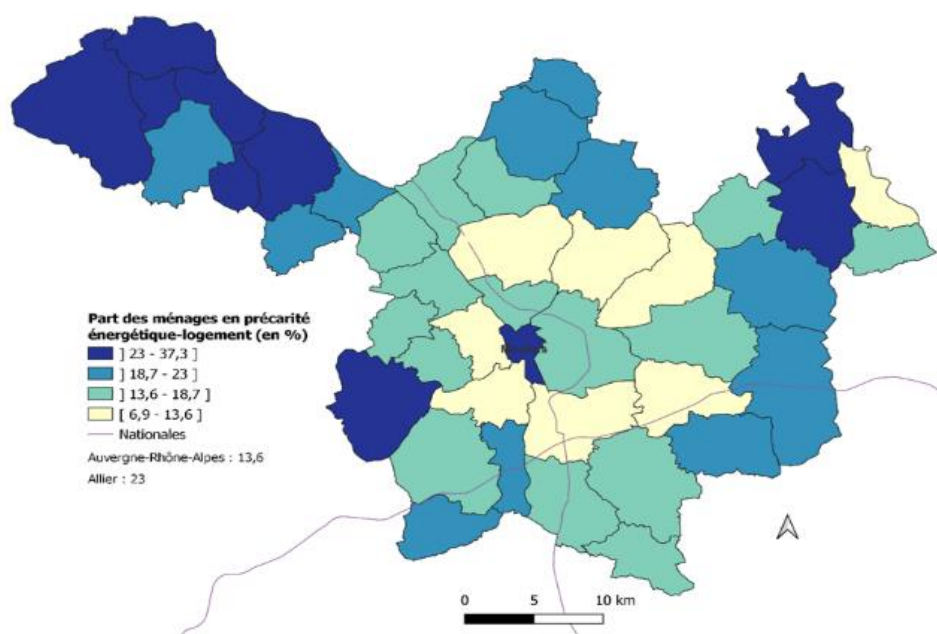 Part des ménages en précarité
énergétique-logement (en %)
] 23 - 37,3 ]
] 18,7 - 23 ]
] 13,6 - 18,7 ]
[ 6,9 - 13,6 ]
Nationales
Auvergne-Rhône-Alpes : 13,6
Allier : 23
0 5 10 km